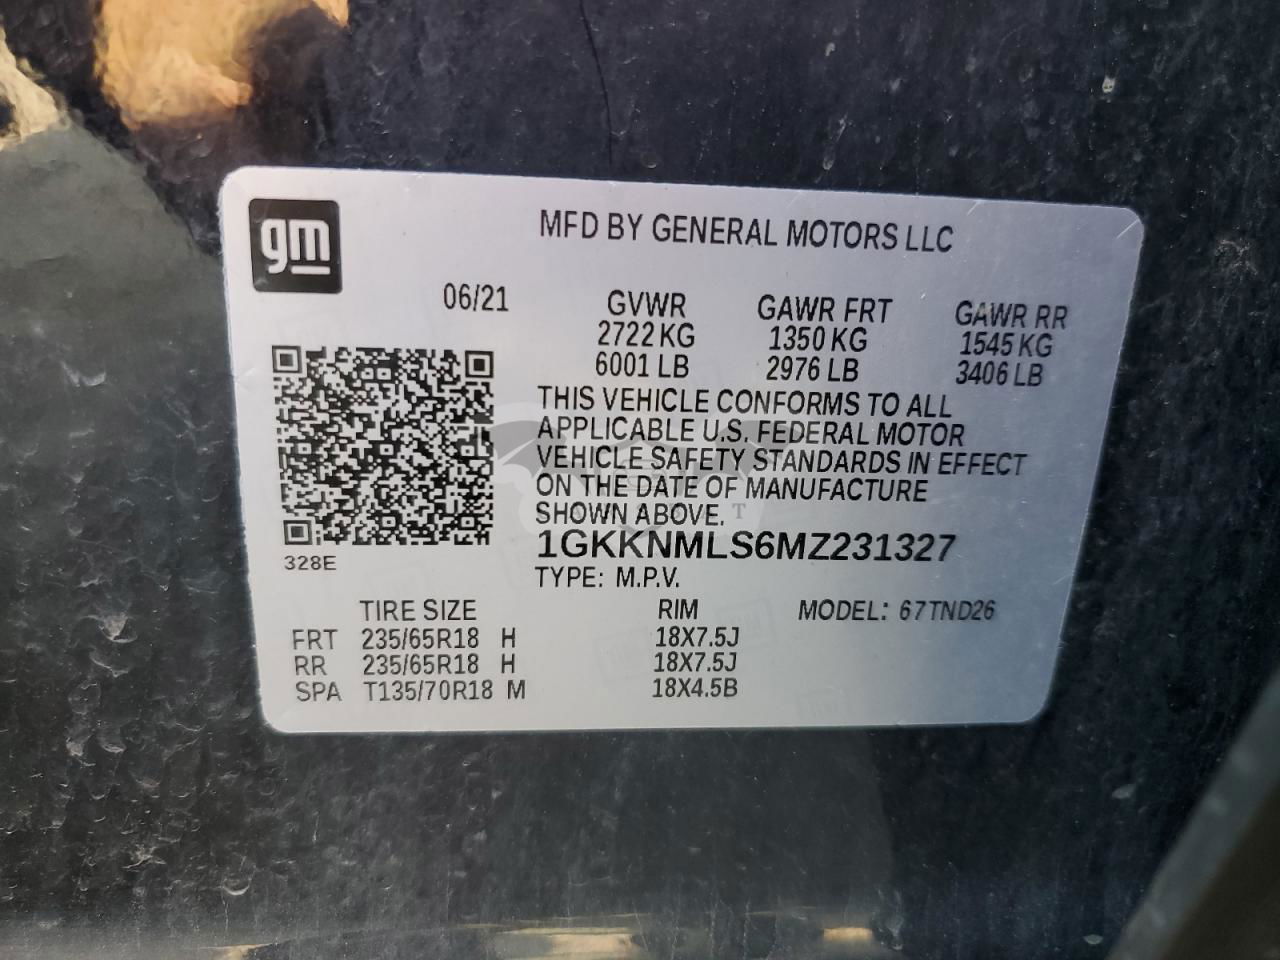 gm
MFD BY GENERAL MOTORS LLC
06/21 GVWR GAWR FRT GAWR RR
2722 KG 1350 KG 1545 KG
6001 LB 2976 LB 3406 LB
THIS VEHICLE CONFORMS TO ALL
APPLICABLE U.S. FEDERAL MOTOR
VEHICLE SAFETY STANDARDS IN EFFECT
ON THE DATE OF MANUFACTURE
SHOWN ABOVE.
1GKKNMLS6MZ231327
328E
TYPE: M.P.V.
TIRE SIZE RIM MODEL: 67TND26
FRT 235/65R18 H 18X7.5J
RR 235/65R18 H 18X7.5J
SPA T135/70R18 M 18X4.5B